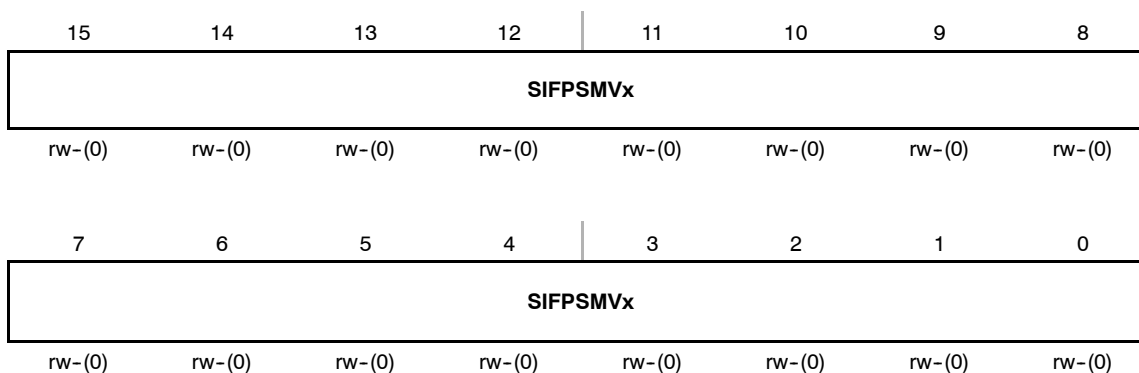 15 14 13 12 11 10 9 8
SIFPSMVx
rw-(0) rw-(0) rw-(0) rw-(0) rw-(0) rw-(0) rw-(0) rw-(0)
7 6 5 4 3 2 1 0
SIFPSMVx
rw-(0) rw-(0) rw-(0) rw-(0) rw-(0) rw-(0) rw-(0) rw-(0)